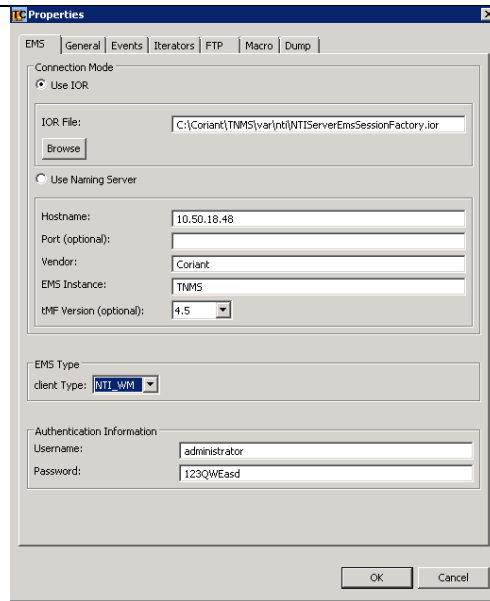 Properties
EMS General Events Iterators FTP Macro Dump
Connection Mode
Use IOR
IOR File: C:\Coriant\TNMS\var\nti\NTIServerEmsSessionFactory.ior
Browse
Use Naming Server
Hostname: 10.50.18.48
Port (optional):
Vendor: Coriant
EMS Instance: TNMS
tMF Version (optional): 4.5
EMS Type
client Type: NTI_WM
Authentication Information
Username: administrator
Password: 123QWEasd
OK Cancel